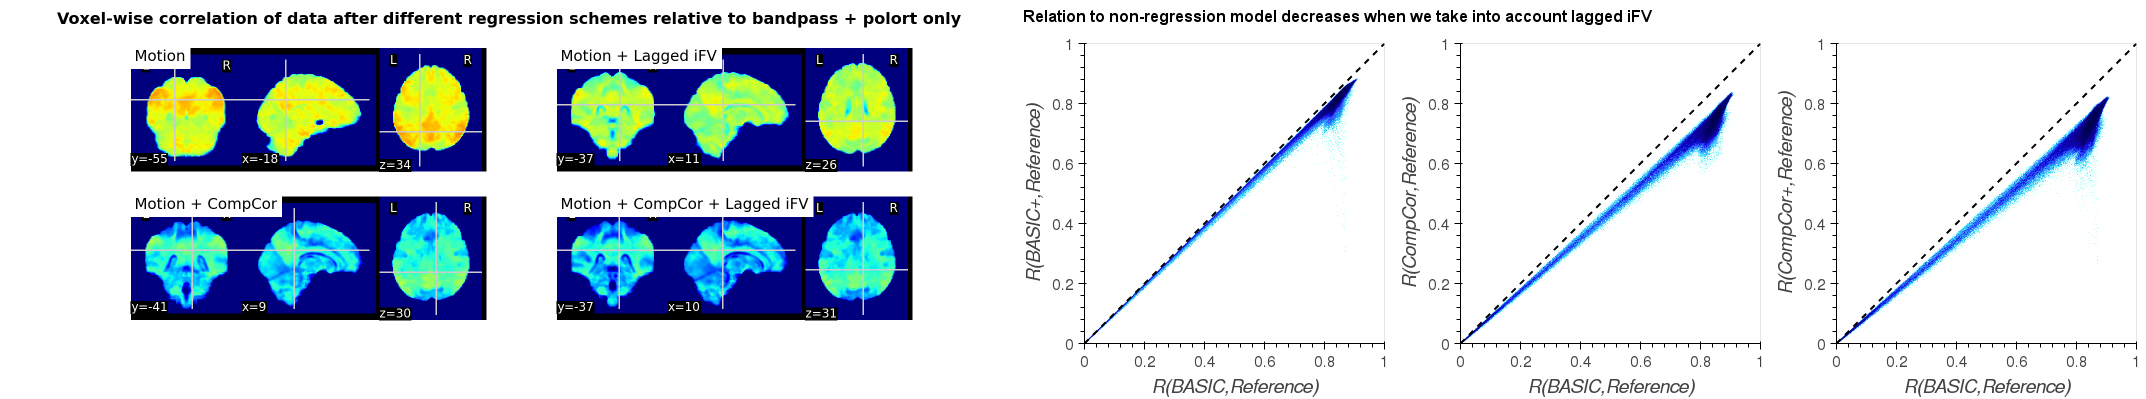 Voxel-wise correlation of data after different regression schemes relative to bandpass + polort only
Motion
R
L
R
y=-55
x=-18
z=34
Motion + Lagged iFV
L
R
y=-37
x=11
z=26
Motion + CompCor
L
R
y=-41
x=9
z=30
Motion + CompCor + Lagged iFV
L
R
y=-37
x=10
z=31
Relation to non-regression model decreases when we take into account lagged iFV
R(BASIC+,Reference)
1
0.8
0.6
0.4
0.2
0
0 0.2 0.4 0.6 0.8 1
R(BASIC,Reference)
R(CompCor,Reference)
1
0.8
0.6
0.4
0.2
0
0 0.2 0.4 0.6 0.8 1
R(BASIC,Reference)
R(CompCor+,Reference)
1
0.8
0.6
0.4
0.2
0
0 0.2 0.4 0.6 0.8 1
R(BASIC,Reference)